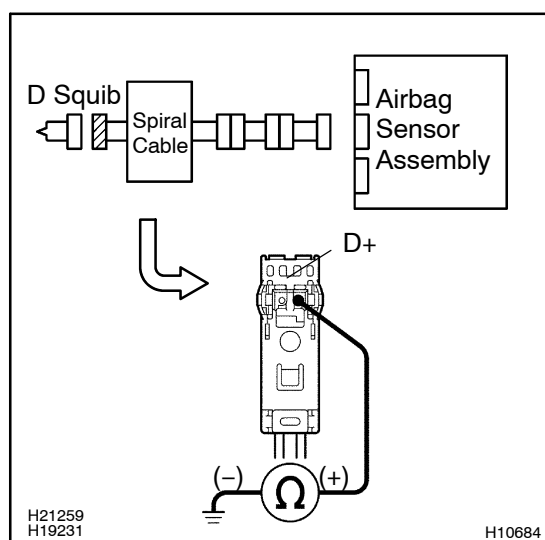 D Squib
Spiral
Cable
Airbag
Sensor
Assembly
D+
(−)
Ω
(+)
H21259
H19231
H10684